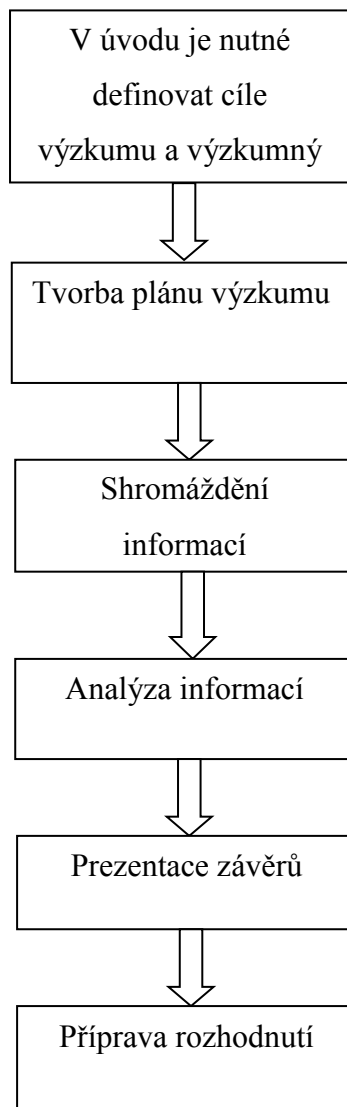 V úvodu je nutné
definovat cíle
výzkumu a výzkumný
Tvorba plánu výzkumu
Shromáždění
informací
Analýza informací
Prezentace závěrů
Příprava rozhodnutí